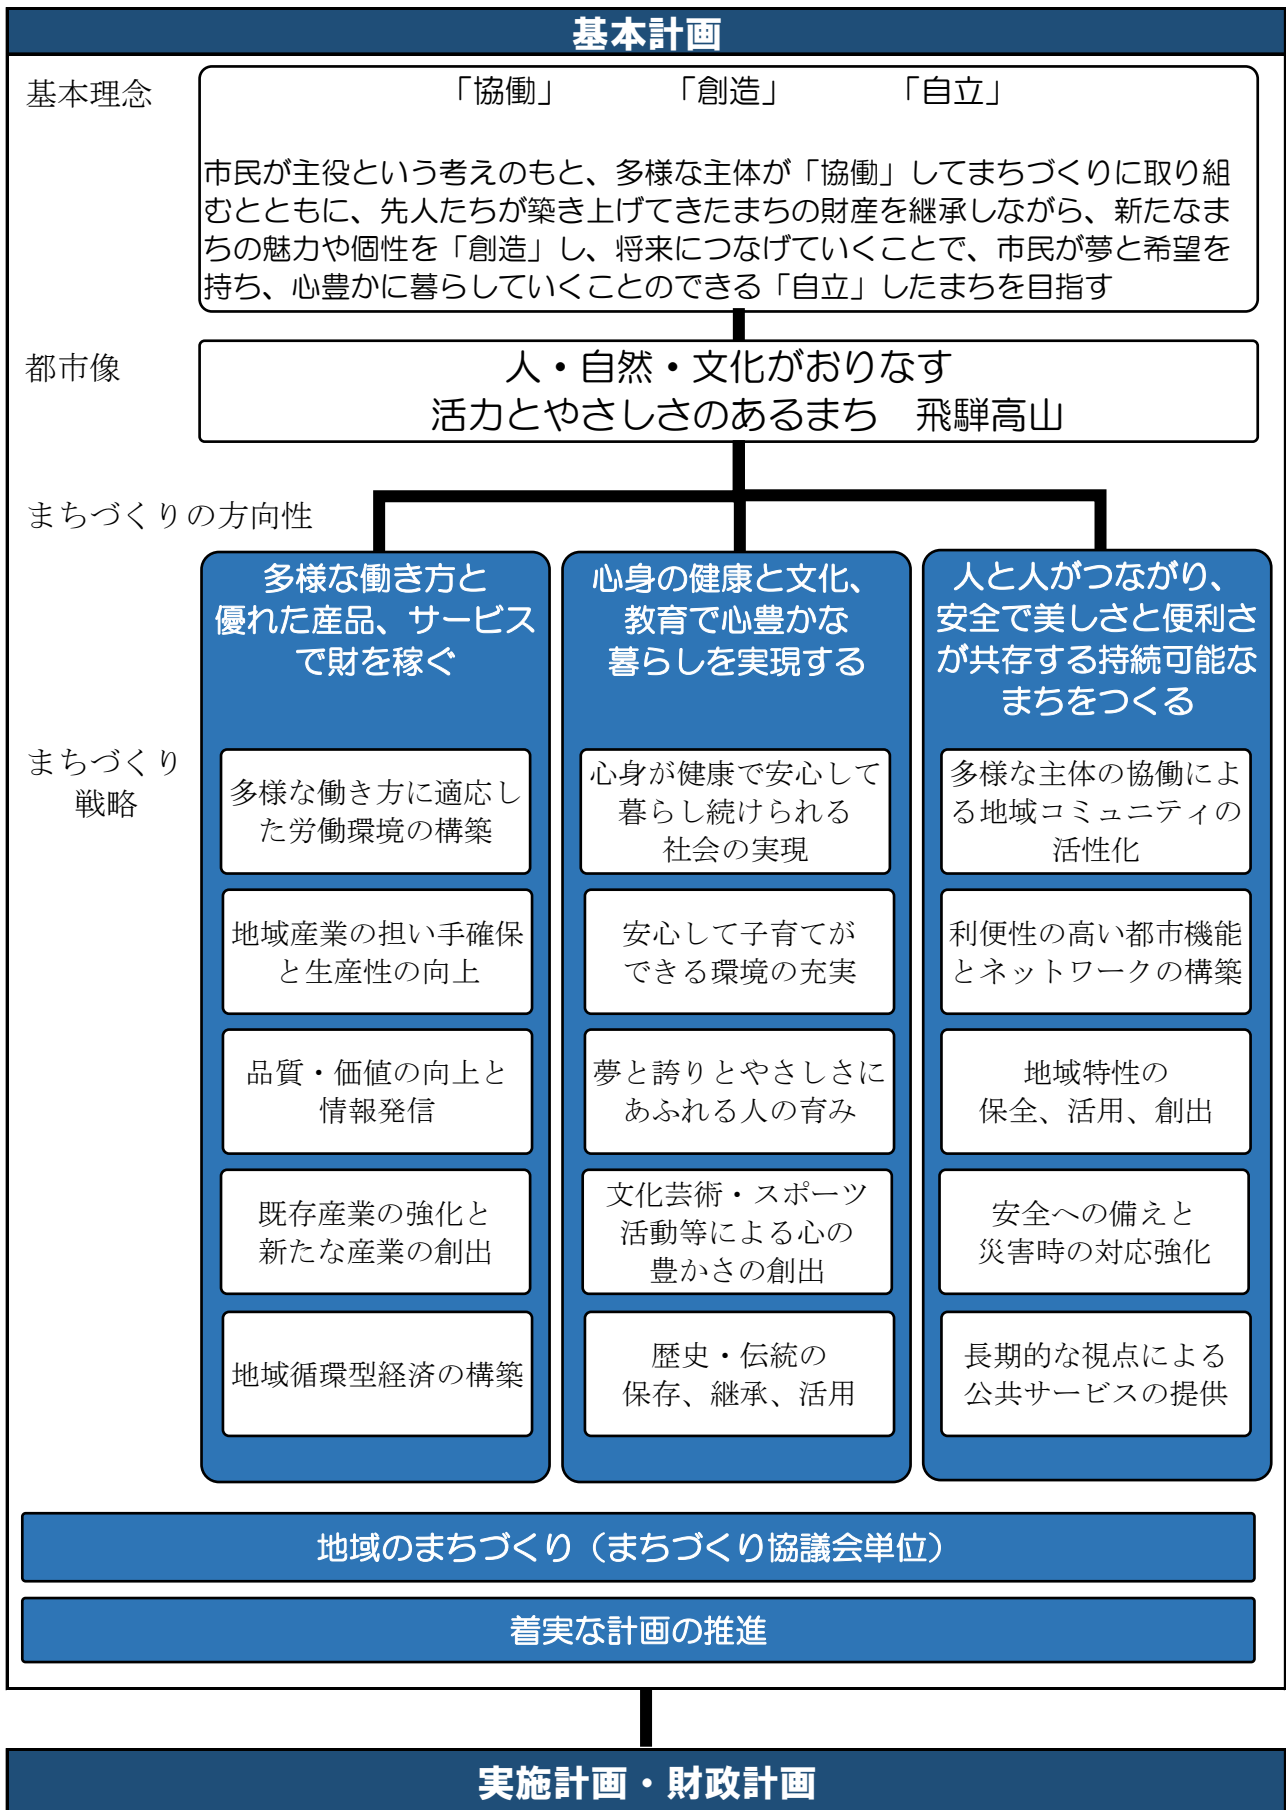 基本計画
基本理念
「協働」　「創造」　「自立」
市民が主役という考えのもと、多様な主体が「協働」してまちづくりに取り組
むとともに、先人たちが築き上げてきたまちの財産を継承しながら、新たなま
ちの魅力や個性を「創造」し、将来につなげていくことで、市民が夢と希望を
持ち、心豊かに暮らしていくことのできる「自立」したまちを目指す
都市像
人・自然・文化がおりなす
活力とやさしさのあるまち　飛騨高山
まちづくりの方向性
多様な働き方と
優れた産品、サービス
で財を稼ぐ
心身の健康と文化、
教育で心豊かな
暮らしを実現する
人と人がつながり、
安全で美しさと便利さ
が共存する持続可能な
まちをつくる
まちづくり
戦略
多様な働き方に適応し
た労働環境の構築
地域産業の担い手確保
と生産性の向上
品質・価値の向上と
情報発信
既存産業の強化と
新たな産業の創出
地域循環型経済の構築
心身が健康で安心して
暮らし続けられる
社会の実現
安心して子育てが
できる環境の充実
夢と誇りとやさしさに
あふれる人の育み
文化芸術・スポーツ
活動等による心の
豊かさの創出
歴史・伝統の
保存、継承、活用
多様な主体の協働によ
る地域コミュニティの
活性化
利便性の高い都市機能
とネットワークの構築
地域特性の
保全、活用、創出
安全への備えと
災害時の対応強化
長期的な視点による
公共サービスの提供
地域のまちづくり（まちづくり協議会単位）
着実な計画の推進
実施計画・財政計画